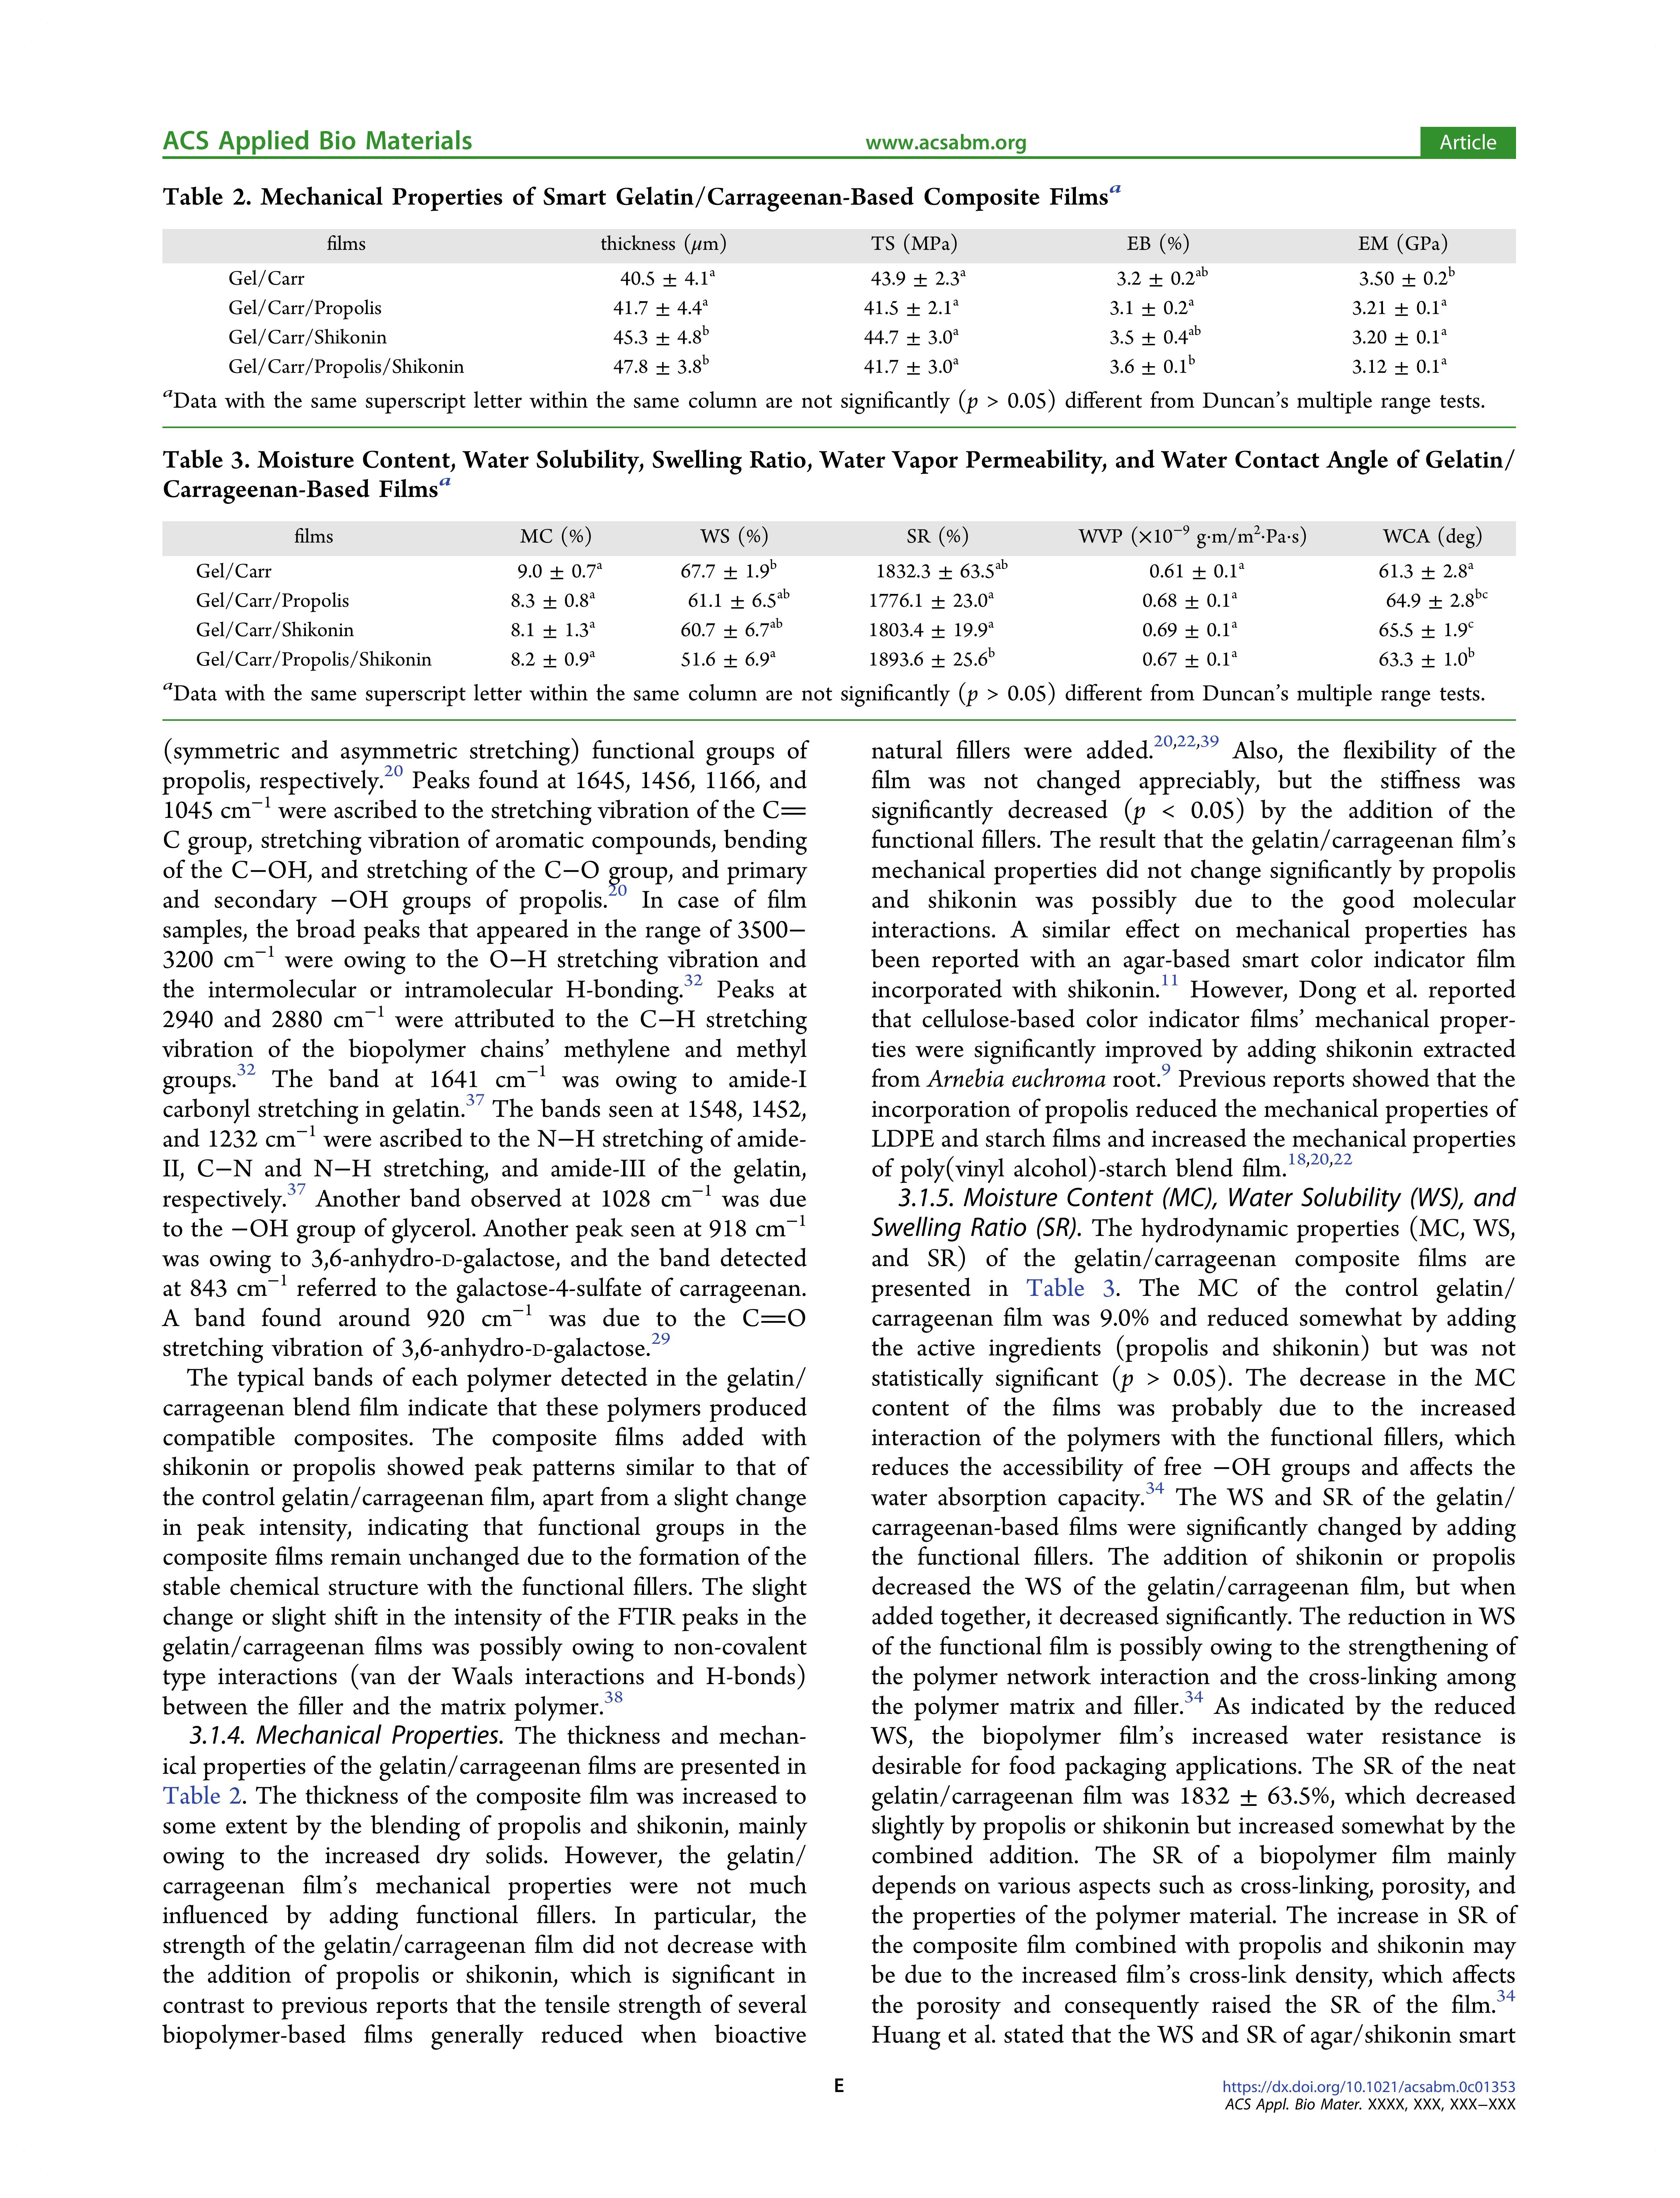 ACS Applied Bio Materials www.acsabm.org Article
Table 2. Mechanical Properties of Smart Gelatin/Carrageenan-Based Composite Filmsᵃ
films thickness (μm) TS (MPa) EB (%) EM (GPa)
Gel/Carr 40.5 ± 4.1ᵃ 43.9 ± 2.3ᵃ 3.2 ± 0.2ᵃᵇ 3.50 ± 0.2ᵇ
Gel/Carr/Propolis 41.7 ± 4.4ᵃ 41.5 ± 2.1ᵃ 3.1 ± 0.2ᵃ 3.21 ± 0.1ᵃ
Gel/Carr/Shikonin 45.3 ± 4.8ᵇ 44.7 ± 3.0ᵃ 3.5 ± 0.4ᵃᵇ 3.20 ± 0.1ᵃ
Gel/Carr/Propolis/Shikonin 47.8 ± 3.8ᵇ 41.7 ± 3.0ᵃ 3.6 ± 0.1ᵇ 3.12 ± 0.1ᵃ
ᵃData with the same superscript letter within the same column are not significantly (p > 0.05) different from Duncan’s multiple range tests.
Table 3. Moisture Content, Water Solubility, Swelling Ratio, Water Vapor Permeability, and Water Contact Angle of Gelatin/
Carrageenan-Based Filmsᵃ
films MC (%) WS (%) SR (%) WVP (×10⁻⁹ g·m/m²·Pa·s) WCA (deg)
Gel/Carr 9.0 ± 0.7ᵃ 67.7 ± 1.9ᵇ 1832.3 ± 63.5ᵃᵇ 0.61 ± 0.1ᵃ 61.3 ± 2.8ᵃ
Gel/Carr/Propolis 8.3 ± 0.8ᵃ 61.1 ± 6.5ᵃᵇ 1776.1 ± 23.0ᵃ 0.68 ± 0.1ᵃ 64.9 ± 2.8ᵇᶜ
Gel/Carr/Shikonin 8.1 ± 1.3ᵃ 60.7 ± 6.7ᵃᵇ 1803.4 ± 19.9ᵃ 0.69 ± 0.1ᵃ 65.5 ± 1.9ᶜ
Gel/Carr/Propolis/Shikonin 8.2 ± 0.9ᵃ 51.6 ± 6.9ᵃ 1893.6 ± 25.6ᵇ 0.67 ± 0.1ᵃ 63.3 ± 1.0ᵇ
ᵃData with the same superscript letter within the same column are not significantly (p > 0.05) different from Duncan’s multiple range tests.
(symmetric and asymmetric stretching) functional groups of
propolis, respectively.²⁰ Peaks found at 1645, 1456, 1166, and
1045 cm⁻¹ were ascribed to the stretching vibration of the C=
C group, stretching vibration of aromatic compounds, bending
of the C−OH, and stretching of the C−O group, and primary
and secondary −OH groups of propolis.²⁰ In case of film
samples, the broad peaks that appeared in the range of 3500−
3200 cm⁻¹ were owing to the O−H stretching vibration and
the intermolecular or intramolecular H-bonding.³² Peaks at
2940 and 2880 cm⁻¹ were attributed to the C−H stretching
vibration of the biopolymer chains’ methylene and methyl
groups.³² The band at 1641 cm⁻¹ was owing to amide-I
carbonyl stretching in gelatin.³⁷ The bands seen at 1548, 1452,
and 1232 cm⁻¹ were ascribed to the N−H stretching of amide-
II, C−N and N−H stretching, and amide-III of the gelatin,
respectively.³⁷ Another band observed at 1028 cm⁻¹ was due
to the −OH group of glycerol. Another peak seen at 918 cm⁻¹
was owing to 3,6-anhydro-D-galactose, and the band detected
at 843 cm⁻¹ referred to the galactose-4-sulfate of carrageenan.
A band found around 920 cm⁻¹ was due to the C=O
stretching vibration of 3,6-anhydro-D-galactose.²⁹
The typical bands of each polymer detected in the gelatin/
carrageenan blend film indicate that these polymers produced
compatible composites. The composite films added with
shikonin or propolis showed peak patterns similar to that of
the control gelatin/carrageenan film, apart from a slight change
in peak intensity, indicating that functional groups in the
composite films remain unchanged due to the formation of the
stable chemical structure with the functional fillers. The slight
change or slight shift in the intensity of the FTIR peaks in the
gelatin/carrageenan films was possibly owing to non-covalent
type interactions (van der Waals interactions and H-bonds)
between the filler and the matrix polymer.³⁸
3.1.4. Mechanical Properties. The thickness and mechan-
ical properties of the gelatin/carrageenan films are presented in
Table 2. The thickness of the composite film was increased to
some extent by the blending of propolis and shikonin, mainly
owing to the increased dry solids. However, the gelatin/
carrageenan film’s mechanical properties were not much
influenced by adding functional fillers. In particular, the
strength of the gelatin/carrageenan film did not decrease with
the addition of propolis or shikonin, which is significant in
contrast to previous reports that the tensile strength of several
biopolymer-based films generally reduced when bioactive
natural fillers were added.²⁰,²²,³⁹ Also, the flexibility of the
film was not changed appreciably, but the stiffness was
significantly decreased (p < 0.05) by the addition of the
functional fillers. The result that the gelatin/carrageenan film’s
mechanical properties did not change significantly by propolis
and shikonin was possibly due to the good molecular
interactions. A similar effect on mechanical properties has
been reported with an agar-based smart color indicator film
incorporated with shikonin.¹¹ However, Dong et al. reported
that cellulose-based color indicator films’ mechanical proper-
ties were significantly improved by adding shikonin extracted
from Arnebia euchroma root.⁹ Previous reports showed that the
incorporation of propolis reduced the mechanical properties of
LDPE and starch films and increased the mechanical properties
of poly(vinyl alcohol)-starch blend film.¹⁸,²⁰,²²
3.1.5. Moisture Content (MC), Water Solubility (WS), and
Swelling Ratio (SR). The hydrodynamic properties (MC, WS,
and SR) of the gelatin/carrageenan composite films are
presented in Table 3. The MC of the control gelatin/
carrageenan film was 9.0% and reduced somewhat by adding
the active ingredients (propolis and shikonin) but was not
statistically significant (p > 0.05). The decrease in the MC
content of the films was probably due to the increased
interaction of the polymers with the functional fillers, which
reduces the accessibility of free −OH groups and affects the
water absorption capacity.³⁴ The WS and SR of the gelatin/
carrageenan-based films were significantly changed by adding
the functional fillers. The addition of shikonin or propolis
decreased the WS of the gelatin/carrageenan film, but when
added together, it decreased significantly. The reduction in WS
of the functional film is possibly owing to the strengthening of
the polymer network interaction and the cross-linking among
the polymer matrix and filler.³⁴ As indicated by the reduced
WS, the biopolymer film’s increased water resistance is
desirable for food packaging applications. The SR of the neat
gelatin/carrageenan film was 1832 ± 63.5%, which decreased
slightly by propolis or shikonin but increased somewhat by the
combined addition. The SR of a biopolymer film mainly
depends on various aspects such as cross-linking, porosity, and
the properties of the polymer material. The increase in SR of
the composite film combined with propolis and shikonin may
be due to the increased film’s cross-link density, which affects
the porosity and consequently raised the SR of the film.³⁴
Huang et al. stated that the WS and SR of agar/shikonin smart
E
https://dx.doi.org/10.1021/acsabm.0c01353
ACS Appl. Bio Mater. XXXX, XXX, XXX−XXX